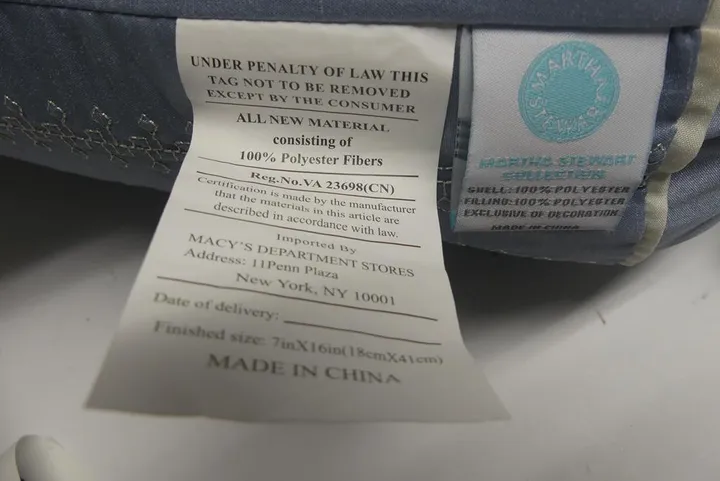 UNDER PENALTY OF LAW THIS
TAG NOT TO BE REMOVED
EXCEPT BY THE CONSUMER
ALL NEW MATERIAL
consisting of
100% Polyester Fibers
Reg.No.VA 23698(CN)
Certification is made by the manufacturer
that the materials in this article are
described in accordance with law.
Imported By
MACY'S DEPARTMENT STORES
Address: 11Penn Plaza
New York, NY 10001
Date of delivery:
Finished size: 7inX16in(18cmX41cm)
MADE IN CHINA
MARTHA STEWART
MARTHA STEWART
COLLECTION
SHELL:100% POLYESTER
FILLING:100% POLYESTER
EXCLUSIVE OF DECORATION
MADE IN CHINA